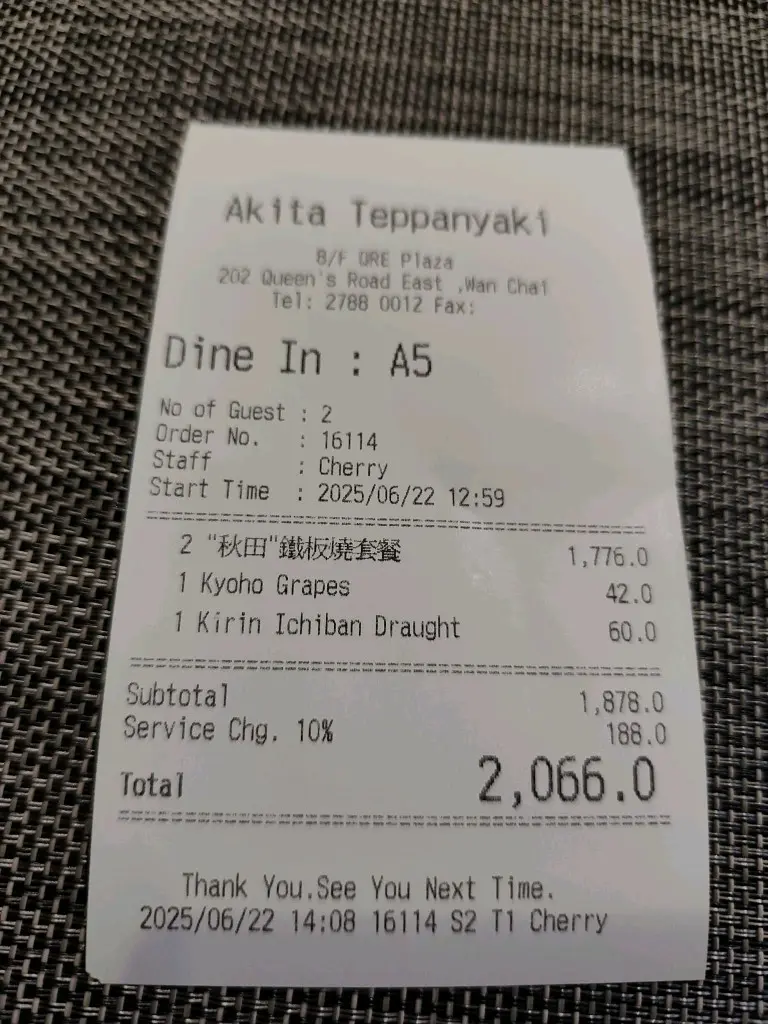 Akita Teppanyaki
8/F QRE Plaza
202 Queen's Road East ,Wan Chai
Tel: 2788 0012 Fax:
Dine In : A5
No of Guest : 2
Order No. : 16114
Staff : Cherry
Start Time : 2025/06/22 12:59
2 "秋田"鐵板燒套餐 1,776.0
1 Kyoho Grapes 42.0
1 Kirin Ichiban Draught 60.0
Subtotal 1,878.0
Service Chg. 10% 188.0
Total 2,066.0
Thank You.See You Next Time.
2025/06/22 14:08 16114 S2 T1 Cherry